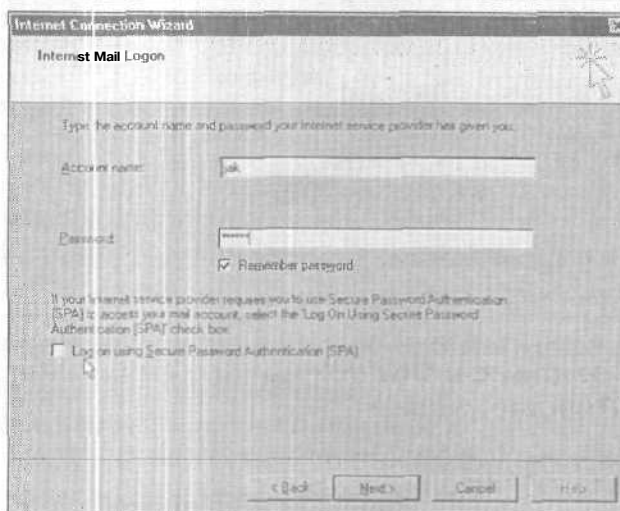 Internet Connection Wizard
Internst Mail Logon
Type the account name and password your Internet service provider has given you.
Account name:
Password:
******
Remember password
If your Internet service provider requires you to use Secure Password Authentication
(SPA) to access your mail account, select the 'Log On Using Secure Password
Authentication (SPA)' check box.
Log on using Secure Password Authentication (SPA)
< Back
Next >
Cancel
Help